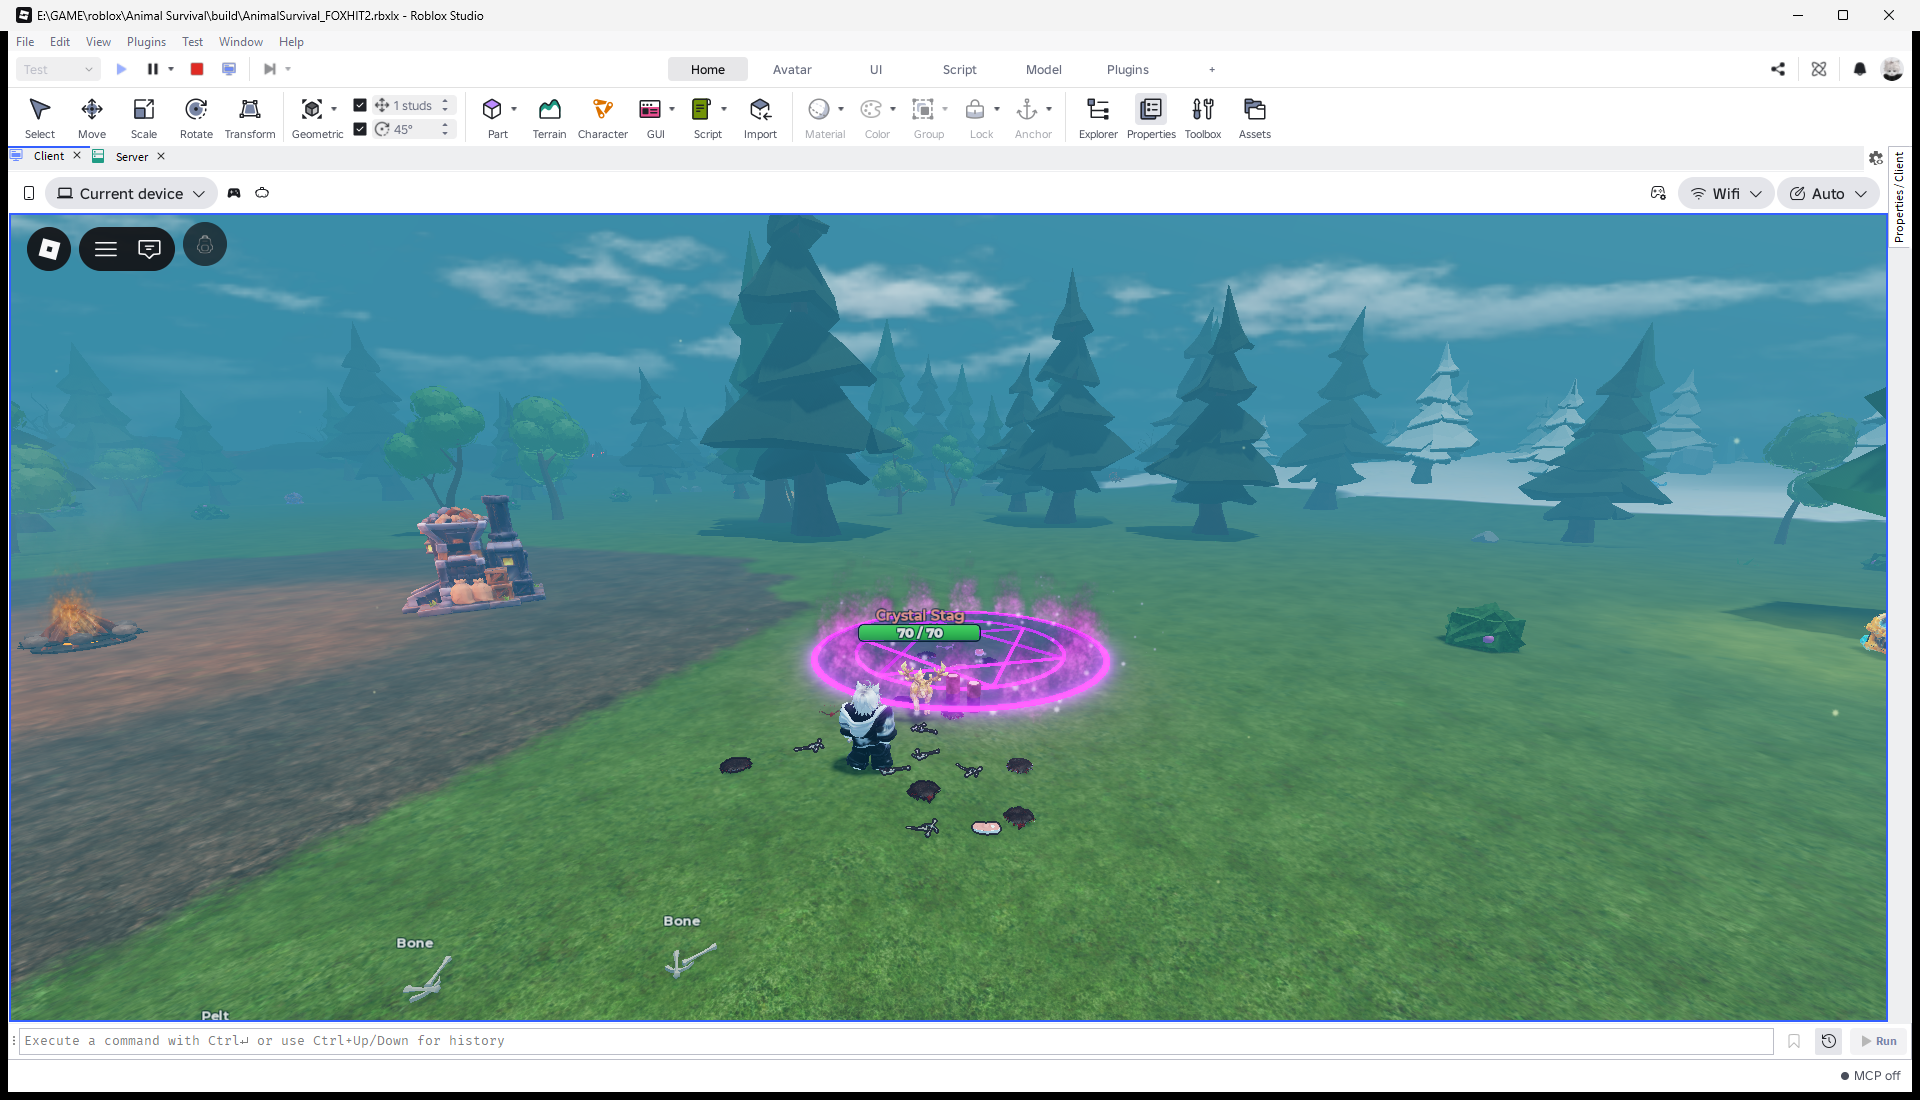 E:\GAME\roblox\Animal Survival\build\AnimalSurvival_FOXHIT2.rbxlx - Roblox Studio
File Edit View Plugins Test Window Help
Test
Home Avatar UI Script Model Plugins +
1 studs
45°
Select Move Scale Rotate Transform Geometric Part Terrain Character GUI Script Import Material Color Group Lock Anchor Explorer Properties Toolbox Assets
Client Server
Properties / Client
Current device Wifi Auto
Crystal Stag
70 / 70
Bone
Bone
Pelt
Execute a command with Ctrl↵ or use Ctrl+Up/Down for history
Run
MCP off